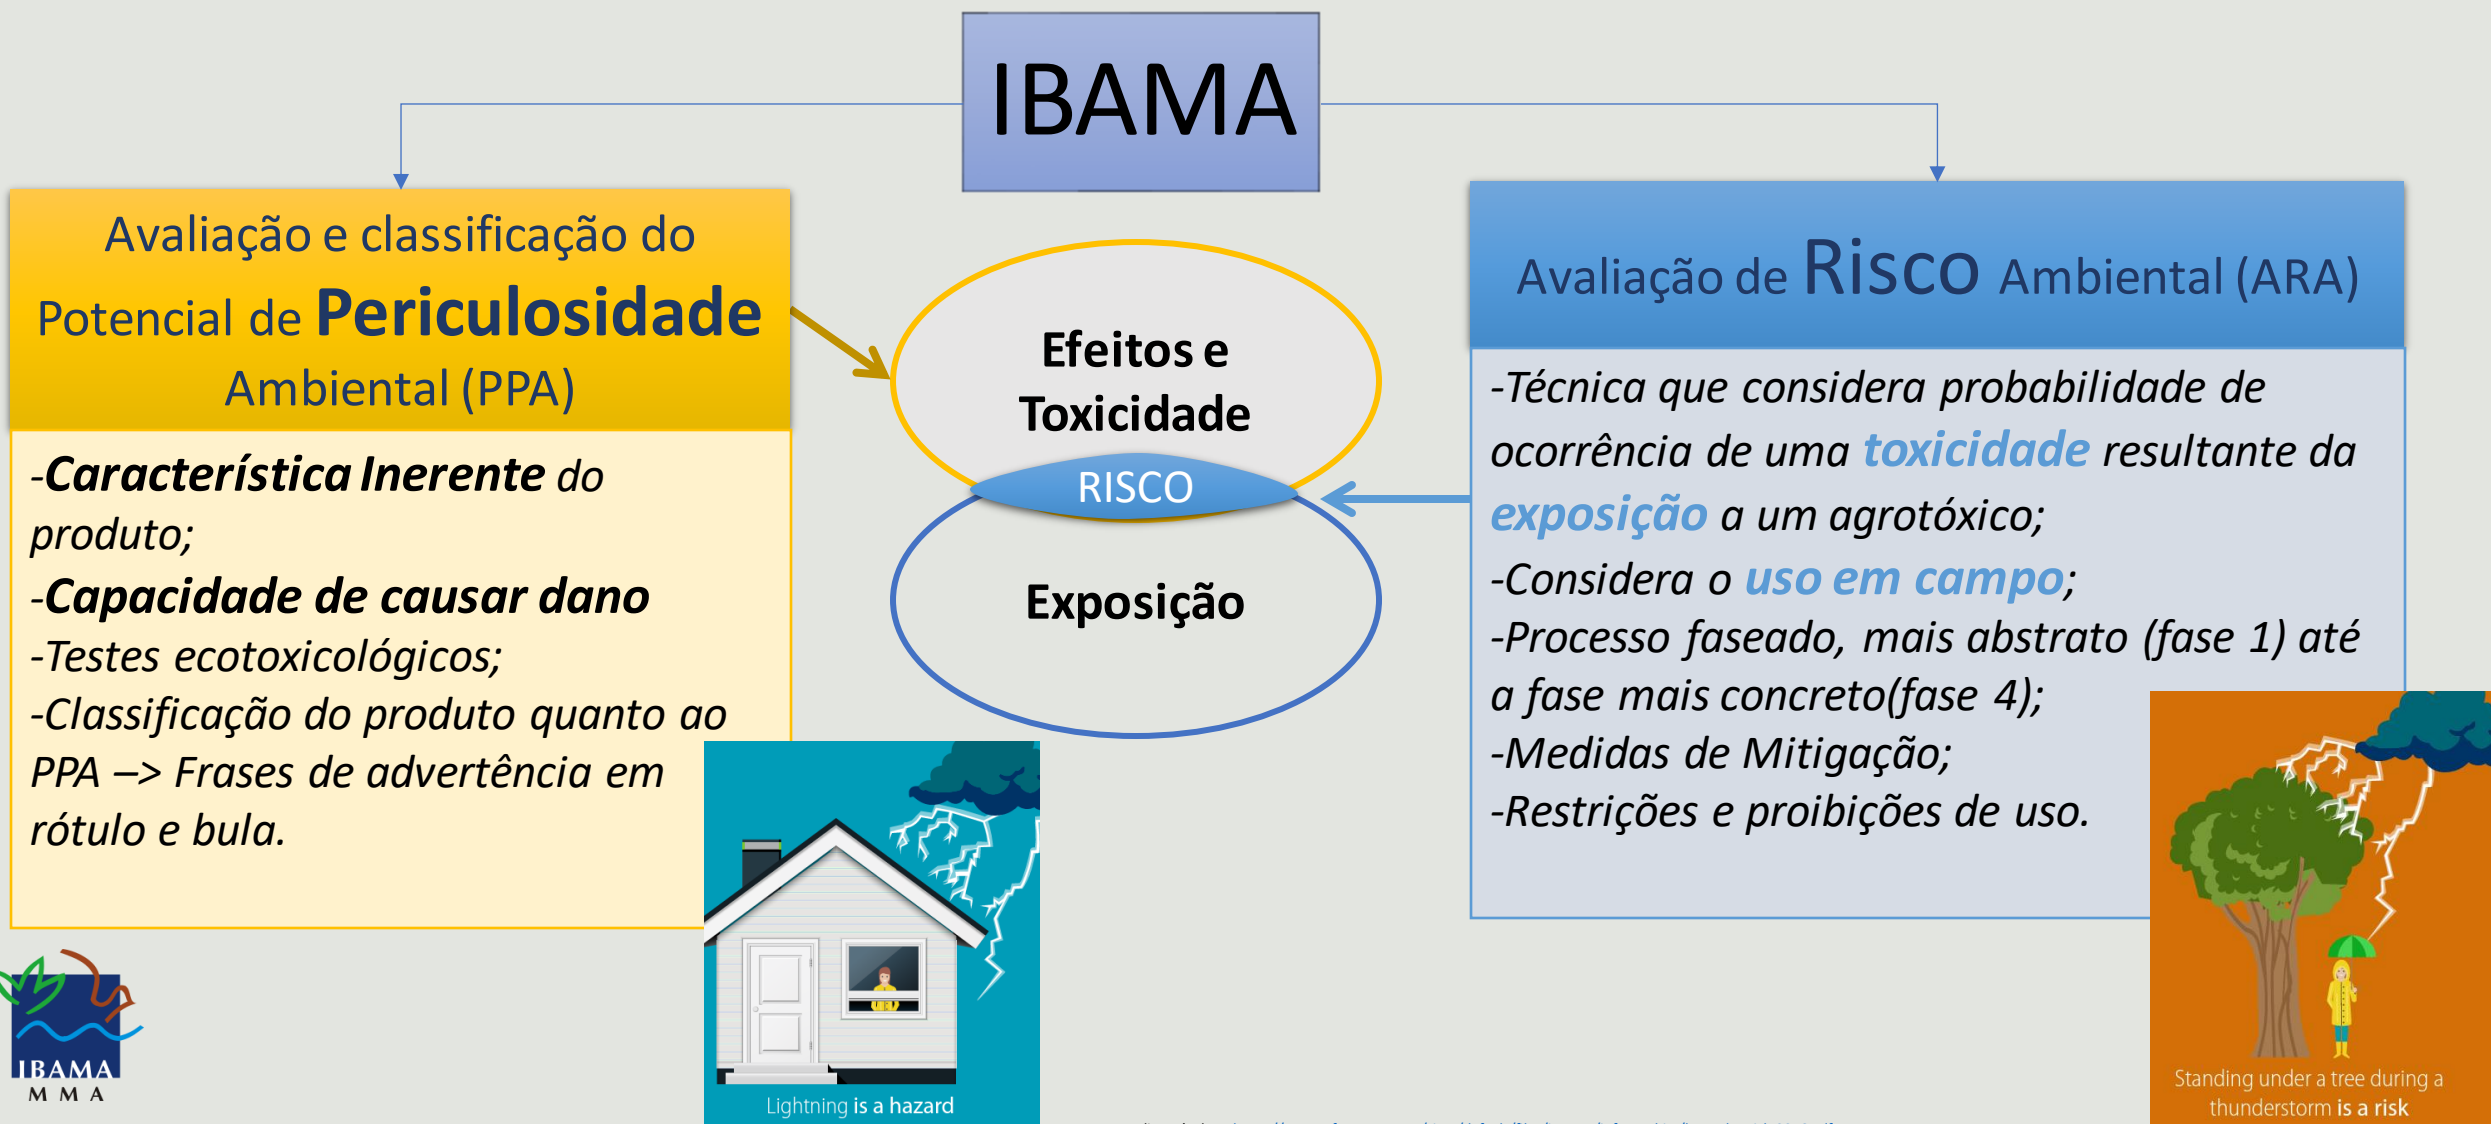 IBAMA
Avaliação e classificação do
Potencial de Periculosidade
Ambiental (PPA)
-Característica Inerente do
produto;
-Capacidade de causar dano
-Testes ecotoxicológicos;
-Classificação do produto quanto ao
PPA –> Frases de advertência em
rótulo e bula.
Efeitos e
Toxicidade
RISCO
Exposição
Avaliação de Risco Ambiental (ARA)
-Técnica que considera probabilidade de
ocorrência de uma toxicidade resultante da
exposição a um agrotóxico;
-Considera o uso em campo;
-Processo faseado, mais abstrato (fase 1) até
a fase mais concreto(fase 4);
-Medidas de Mitigação;
-Restrições e proibições de uso.
IBAMA
M M A
Lightning is a hazard
Standing under a tree during a
thunderstorm is a risk